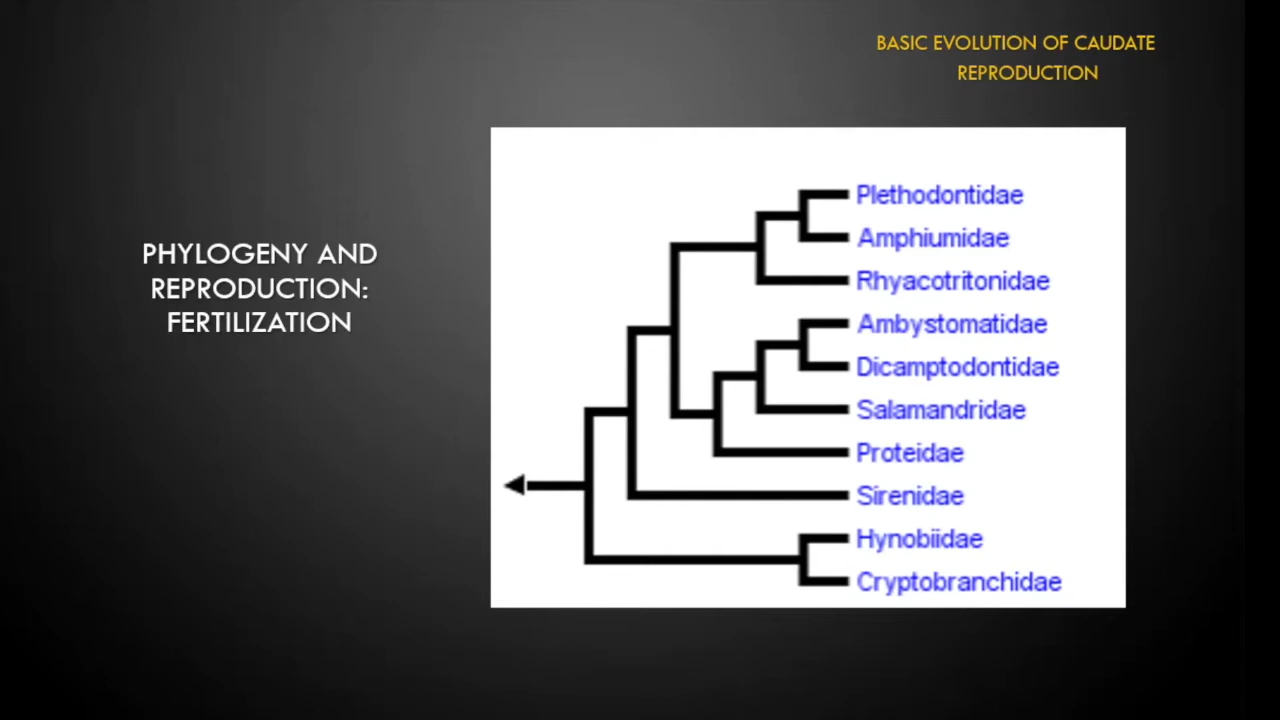 BASIC EVOLUTION OF CAUDATE
REPRODUCTION
PHYLOGENY AND
REPRODUCTION:
FERTILIZATION
Plethodontidae
Amphiumidae
Rhyacotritonidae
Ambystomatidae
Dicamptodontidae
Salamandridae
Proteidae
Sirenidae
Hynobiidae
Cryptobranchidae